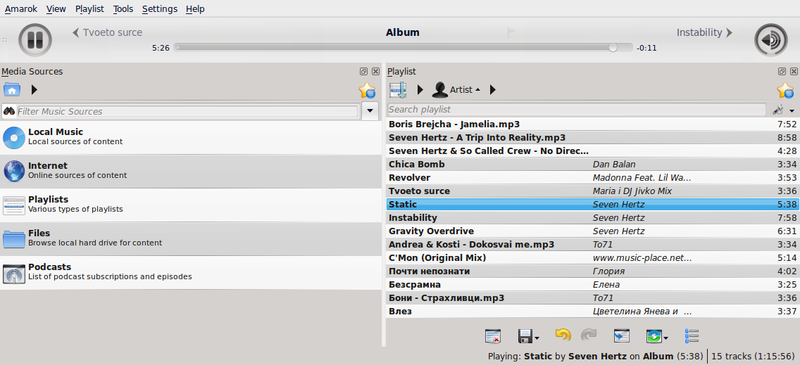 Amarok View Playlist Tools Settings Help
Tvoeto surce Album Instability
5:26 -0:11
Media Sources
Filter Music Sources
Local Music
Local sources of content
Internet
Online sources of content
Playlists
Various types of playlists
Files
Browse local hard drive for content
Podcasts
List of podcast subscriptions and episodes
Playlist
Artist
Search playlist
Boris Brejcha - Jamelia.mp3 7:52
Seven Hertz - A Trip Into Reality.mp3 8:58
Seven Hertz & So Called Crew - No Direc... 4:28
Chica Bomb Dan Balan 3:34
Revolver Madonna Feat. Lil Wa... 3:53
Tvoeto surce Maria i DJ Jivko Mix 3:36
Static Seven Hertz 5:38
Instability Seven Hertz 7:58
Gravity Overdrive Seven Hertz 6:31
Andrea & Kosti - Dokosvai me.mp3 To71 3:34
C'Mon (Original Mix) www.music-place.net... 5:14
Почти непознати Глория 4:02
Безсрамна Елена 3:25
Бони - Страхливци.mp3 To71 3:36
Влез Цветелина Янева и ... 3:37
Playing: Static by Seven Hertz on Album (5:38) 15 tracks (1:15:56)